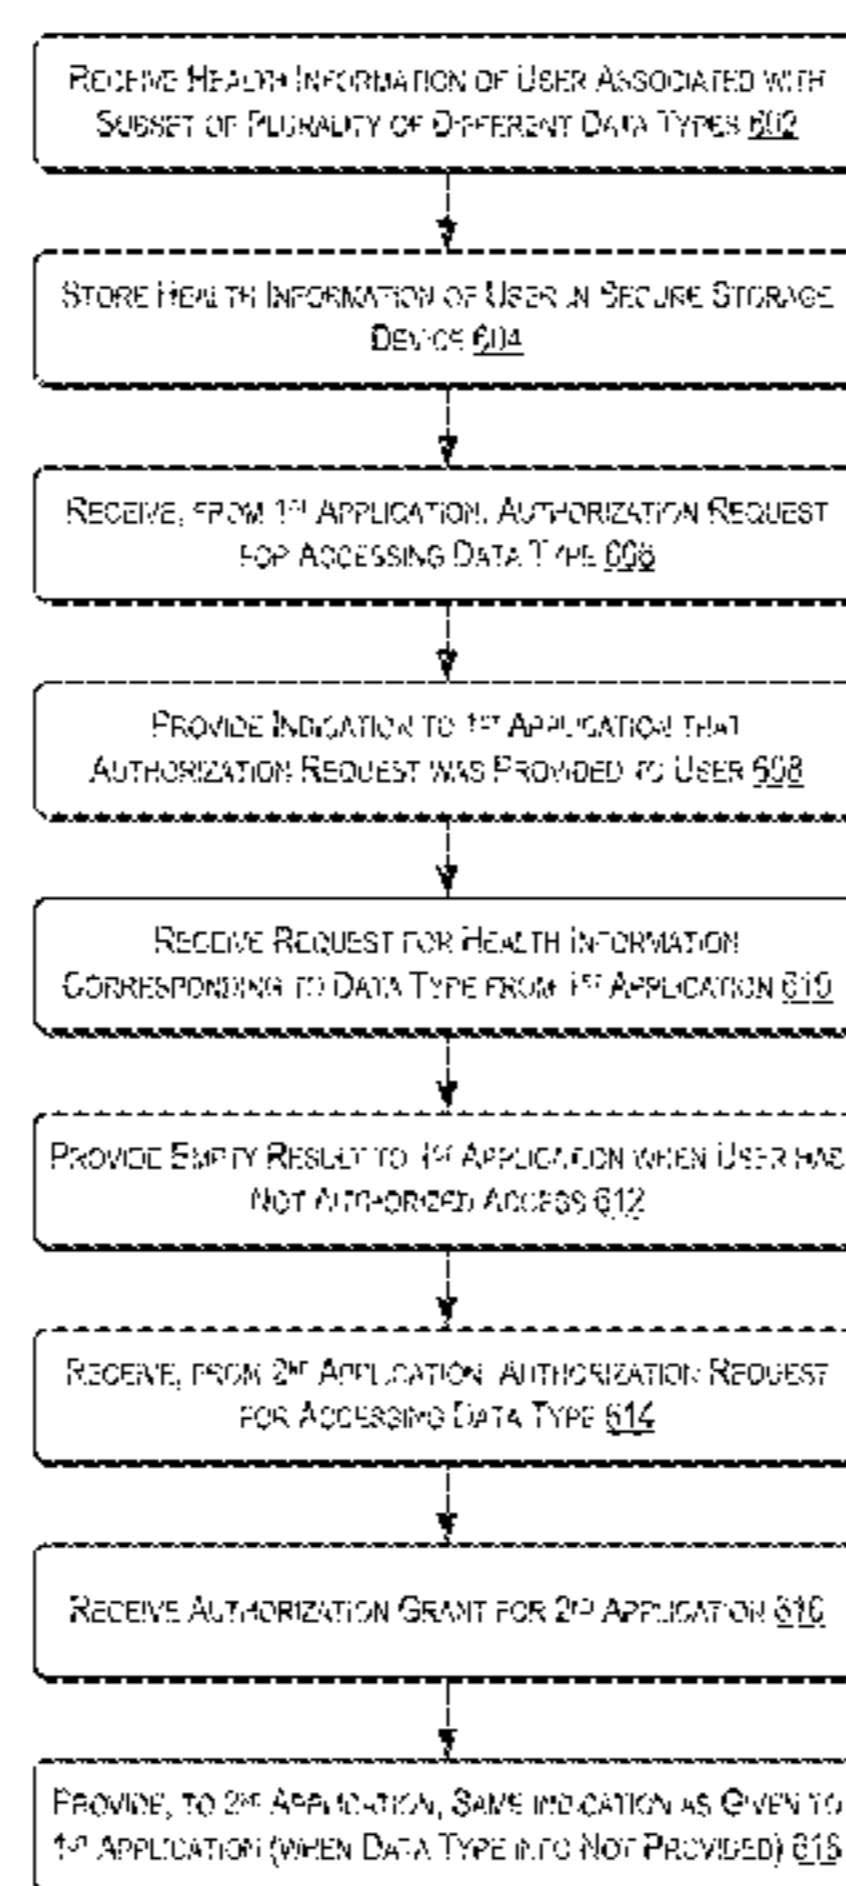 RECEIVE HEALTH INFORMATION OF USER ASSOCIATED WITH
SUBSET OF PLURALITY OF DIFFERENT DATA TYPES 602
STORE HEALTH INFORMATION OF USER IN SECURE STORAGE
DEVICE 604
RECEIVE, FROM 1ST APPLICATION, AUTHORIZATION REQUEST
FOR ACCESSING DATA TYPE 606
PROVIDE INDICATION TO 1ST APPLICATION THAT
AUTHORIZATION REQUEST WAS PROVIDED TO USER 608
RECEIVE REQUEST FOR HEALTH INFORMATION
CORRESPONDING TO DATA TYPE FROM 1ST APPLICATION 610
PROVIDE EMPTY RESULT TO 1ST APPLICATION WHEN USER HAS
NOT AUTHORIZED ACCESS 612
RECEIVE, FROM 2ND APPLICATION, AUTHORIZATION REQUEST
FOR ACCESSING DATA TYPE 614
RECEIVE AUTHORIZATION GRANT FOR 2ND APPLICATION 616
PROVIDE, TO 2ND APPLICATION, SAME INDICATION AS GIVEN TO
1ST APPLICATION (WHEN DATA TYPE INFO NOT PROVIDED) 618